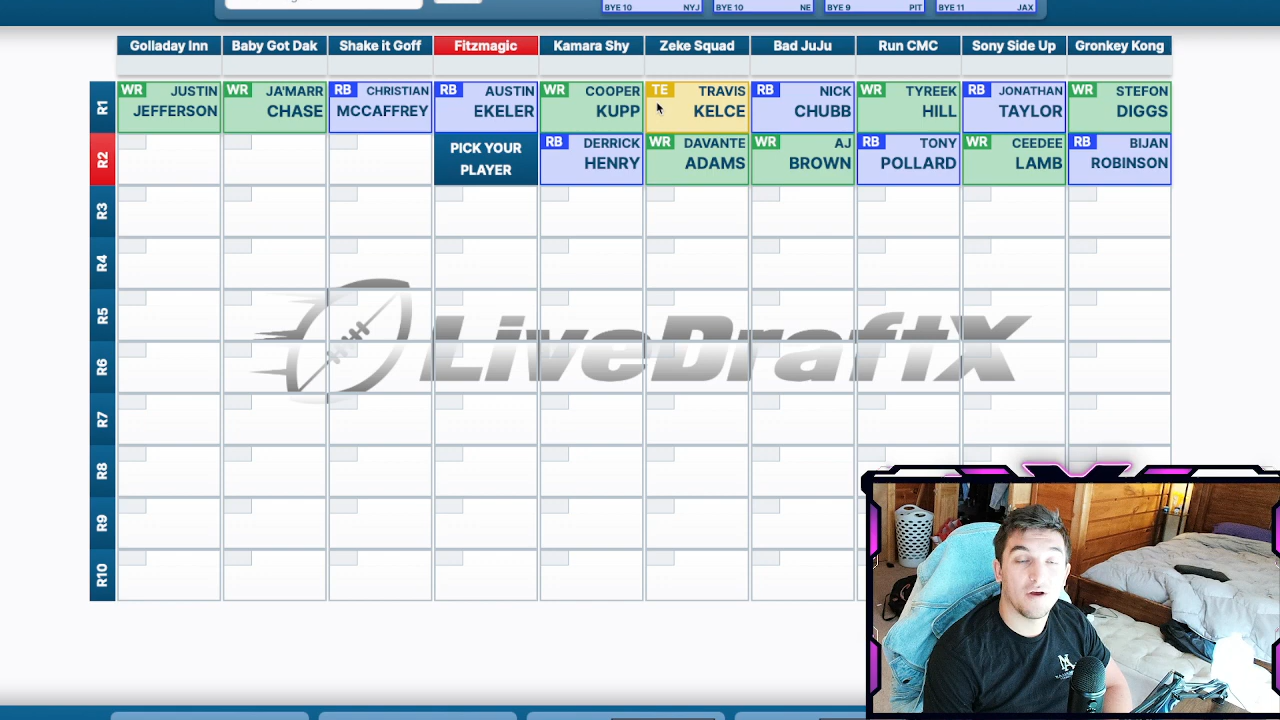 BYE 10 NYJ BYE 10 NE BYE 9 PIT BYE 11 JAX
Golladay Inn Baby Got Dak Shake it Goff Fitzmagic Kamara Shy Zeke Squad Bad JuJu Run CMC Sony Side Up Gronkey Kong
R1
WR JUSTIN
JEFFERSON
WR JA'MARR
CHASE
RB CHRISTIAN
MCCAFFREY
RB AUSTIN
EKELER
WR COOPER
KUPP
TE TRAVIS
KELCE
RB NICK
CHUBB
WR TYREEK
HILL
RB JONATHAN
TAYLOR
WR STEFON
DIGGS
R2
PICK YOUR
PLAYER
RB DERRICK
HENRY
WR DAVANTE
ADAMS
WR AJ
BROWN
RB TONY
POLLARD
WR CEEDEE
LAMB
RB BIJAN
ROBINSON
R3
R4
R5
LiveDraftX
R6
R7
R8
R9
R10